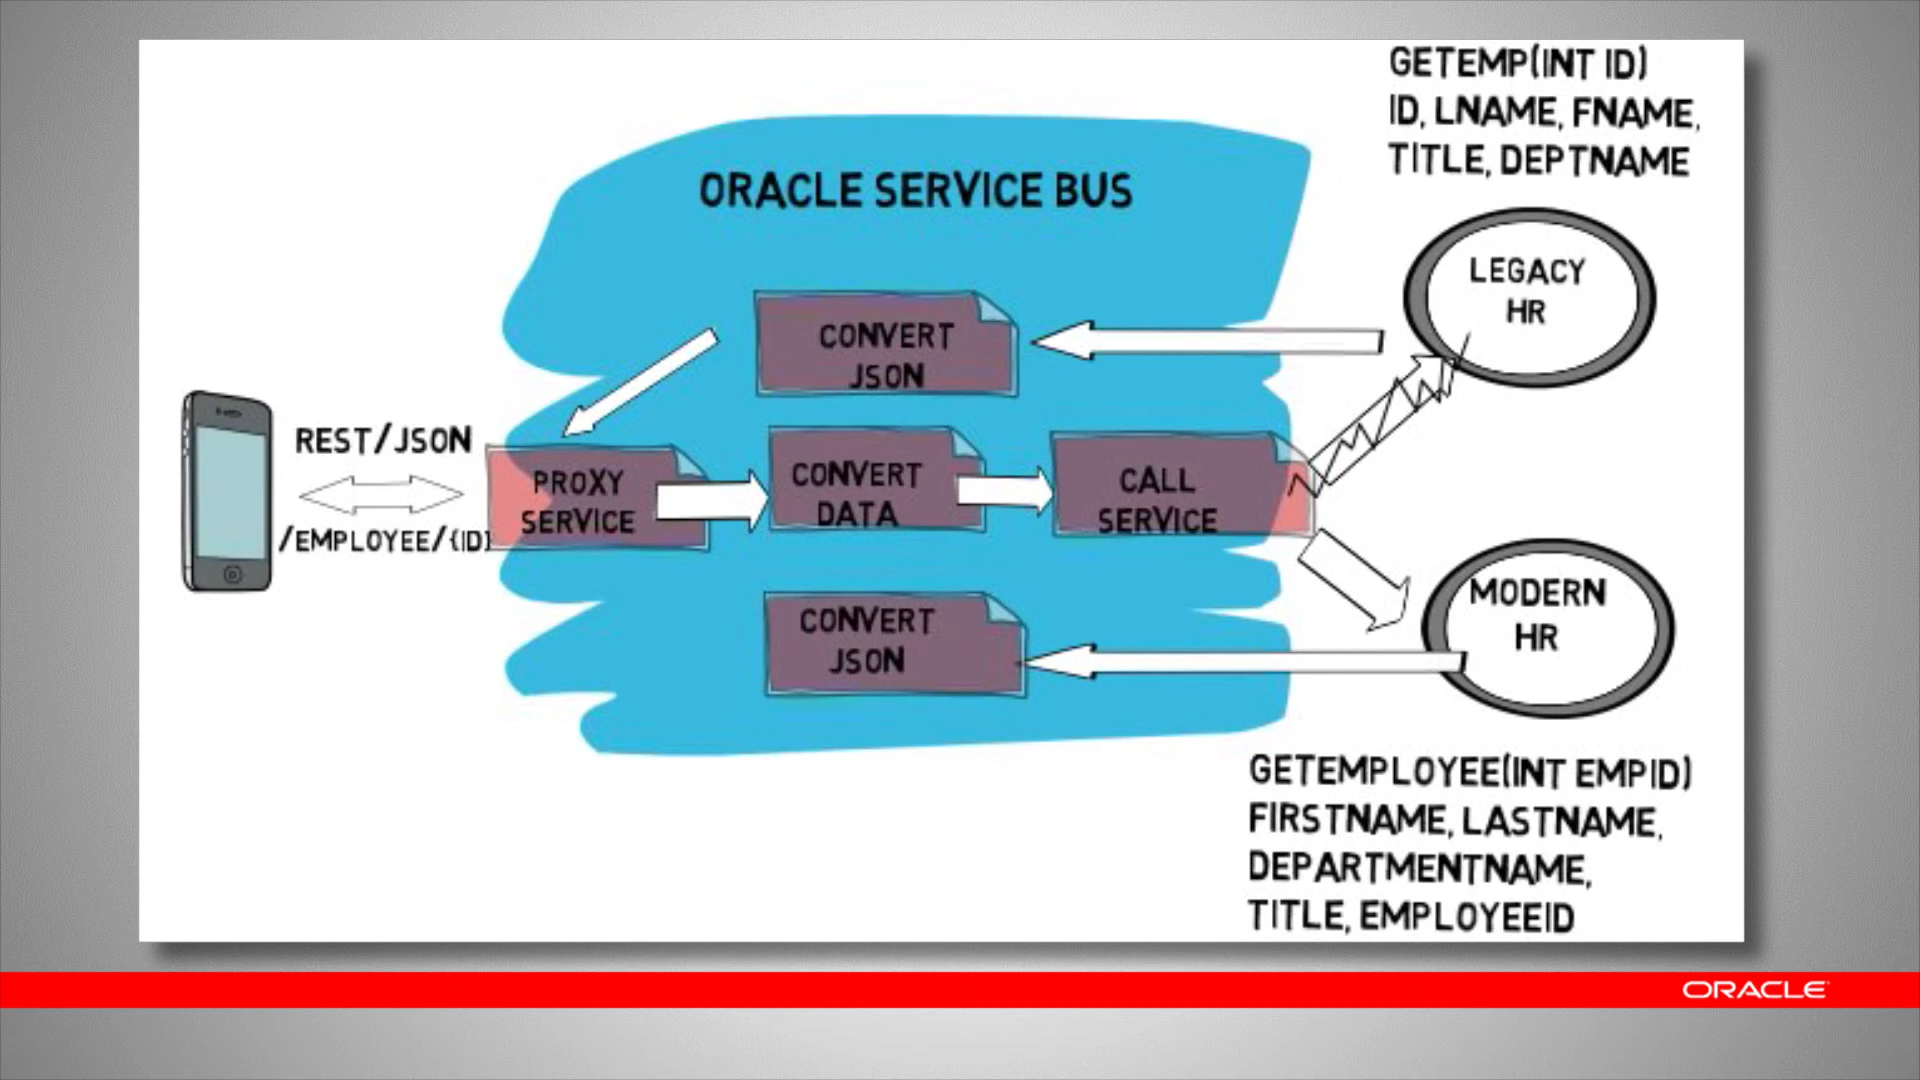 GETEMP(INT ID)
ID, LNAME, FNAME,
TITLE, DEPTNAME
ORACLE SERVICE BUS
LEGACY
HR
CONVERT
JSON
REST/JSON
/EMPLOYEE/{ID}
PROXY
SERVICE
CONVERT
DATA
CALL
SERVICE
CONVERT
JSON
MODERN
HR
GETEMPLOYEE(INT EMPID)
FIRSTNAME, LASTNAME,
DEPARTMENTNAME,
TITLE, EMPLOYEEID
ORACLE